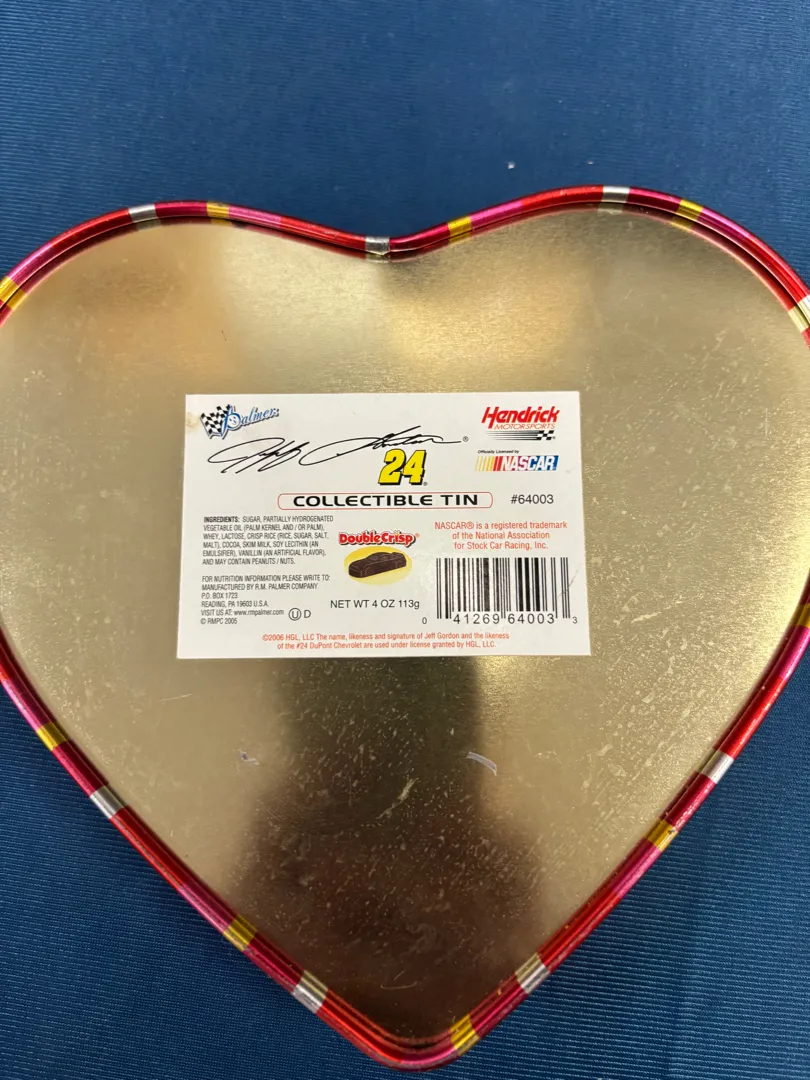 Palmer
Hendrick
MOTORSPORTS
Jeff Gordon ®
24
Officially Licensed by
NASCAR
COLLECTIBLE TIN #64003
INGREDIENTS: SUGAR, PARTIALLY HYDROGENATED
VEGETABLE OIL (PALM KERNEL AND / OR PALM),
WHEY, LACTOSE, CRISP RICE (RICE, SUGAR, SALT,
MALT), COCOA, SKIM MILK, SOY LECITHIN (AN
EMULSIFIER), VANILLIN (AN ARTIFICIAL FLAVOR),
AND MAY CONTAIN PEANUTS / NUTS.
FOR NUTRITION INFORMATION PLEASE WRITE TO:
MANUFACTURED BY R.M. PALMER COMPANY
P.O. BOX 1723
READING, PA 19603 U.S.A.
VISIT US AT: www.rmpalmer.com U D
© RMPC 2005
Double Crisp®
NET WT 4 OZ 113g
NASCAR® is a registered trademark
of the National Association
for Stock Car Racing, Inc.
0 41269 64003 3
©2006 HGL, LLC The name, likeness and signature of Jeff Gordon and the likeness
of the #24 DuPont Chevrolet are used under license granted by HGL, LLC.